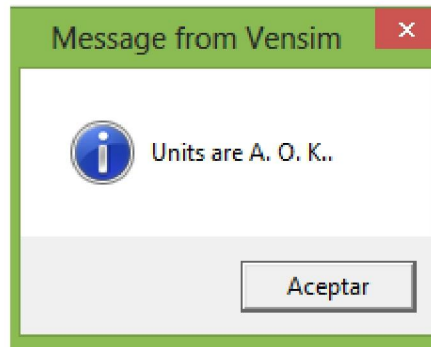 Message from Vensim
Units are A. O. K..
Aceptar